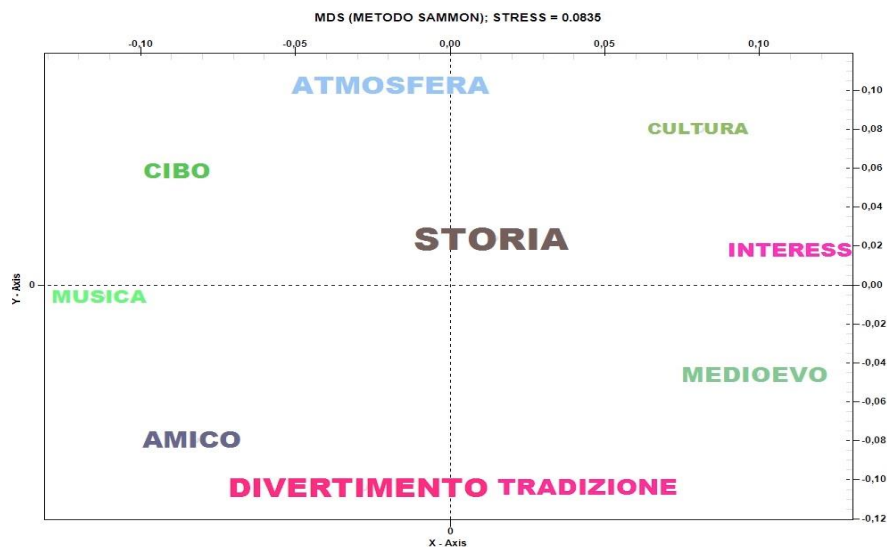 MDS (METODO SAMMON); STRESS = 0.0835
-0,10 -0,05 0,00 0,05 0,10
ATMOSFERA
0,10
CULTURA
0,08
CIBO
0,06
0,04
STORIA
0,02
INTERESS
MUSICA
0
0,00
Y - Axis
-0,02
MEDIOEVO
-0,04
-0,06
AMICO
-0,08
DIVERTIMENTO TRADIZIONE
-0,10
-0,12
0
X - Axis